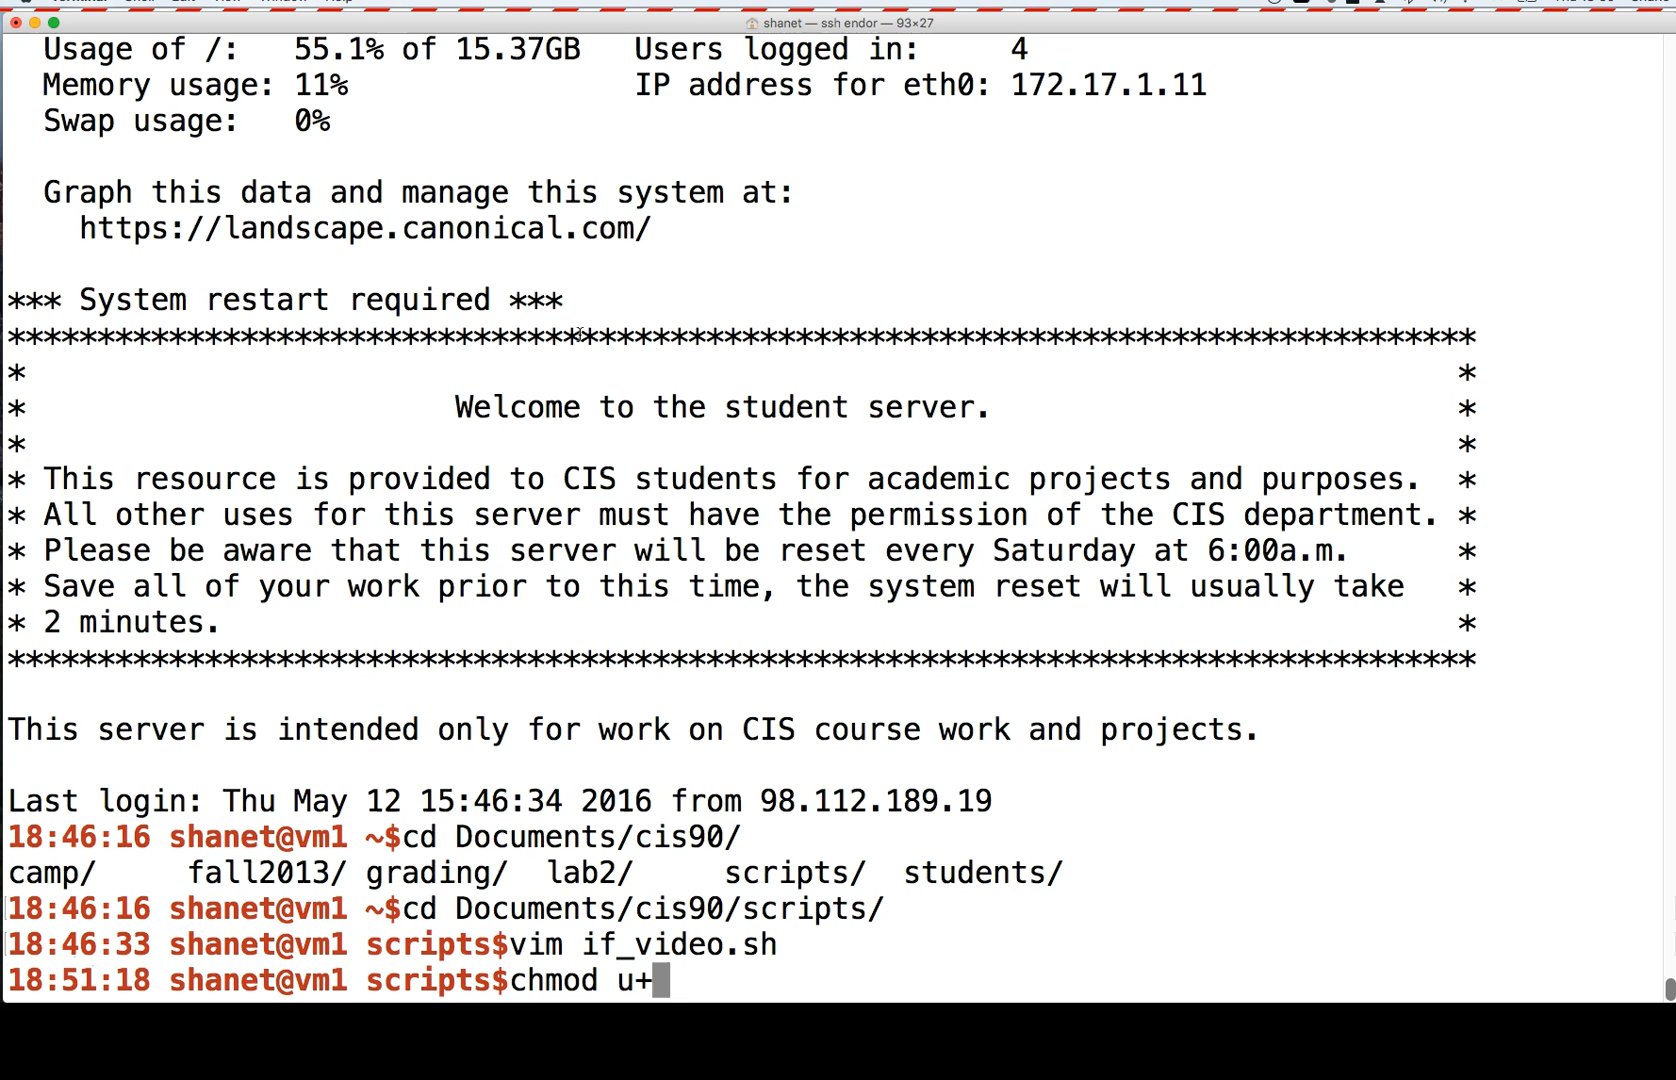 shanet — ssh endor — 93×27
Usage of /: 55.1% of 15.37GB Users logged in: 4
Memory usage: 11% IP address for eth0: 172.17.1.11
Swap usage: 0%
Graph this data and manage this system at:
https://landscape.canonical.com/
*** System restart required ***
**********************************************************************************
* *
* Welcome to the student server. *
* *
* This resource is provided to CIS students for academic projects and purposes. *
* All other uses for this server must have the permission of the CIS department. *
* Please be aware that this server will be reset every Saturday at 6:00a.m. *
* Save all of your work prior to this time, the system reset will usually take *
* 2 minutes. *
**********************************************************************************
This server is intended only for work on CIS course work and projects.
Last login: Thu May 12 15:46:34 2016 from 98.112.189.19
18:46:16 shanet@vm1 ~$cd Documents/cis90/
camp/ fall2013/ grading/ lab2/ scripts/ students/
18:46:16 shanet@vm1 ~$cd Documents/cis90/scripts/
18:46:33 shanet@vm1 scripts$vim if_video.sh
18:51:18 shanet@vm1 scripts$chmod u+